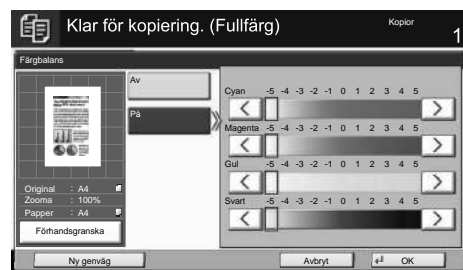 Klar för kopiering. (Fullfärg)
Kopior
1
Färgbalans
Av
På
Cyan -5 -4 -3 -2 -1 0 1 2 3 4 5
Magenta -5 -4 -3 -2 -1 0 1 2 3 4 5
Gul -5 -4 -3 -2 -1 0 1 2 3 4 5
Svart -5 -4 -3 -2 -1 0 1 2 3 4 5
Original : A4
Zooma : 100%
Papper : A4
Förhandsgranska
Ny genväg
Avbryt
OK